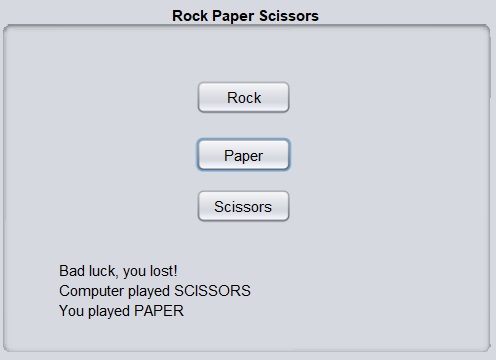 Rock Paper Scissors
Rock
Paper
Scissors
Bad luck, you lost!
Computer played SCISSORS
You played PAPER